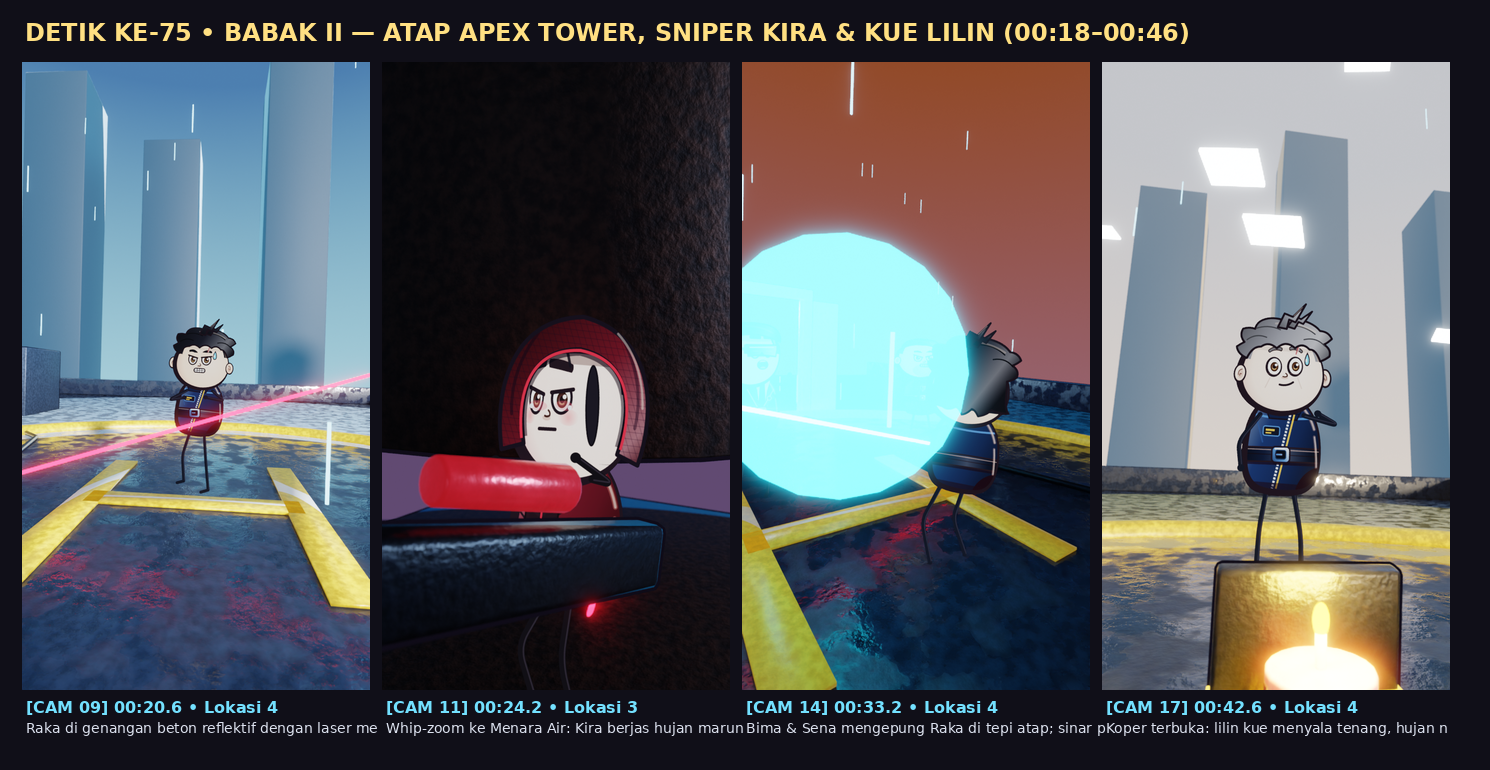 DETIK KE-75 • BABAK II — ATAP APEX TOWER, SNIPER KIRA & KUE LILIN (00:18–00:46)
[CAM 09] 00:20.6 • Lokasi 4
Raka di genangan beton reflektif dengan laser me
[CAM 11] 00:24.2 • Lokasi 3
Whip-zoom ke Menara Air: Kira berjas hujan marun
[CAM 14] 00:33.2 • Lokasi 4
Bima & Sena mengepung Raka di tepi atap; sinar p
[CAM 17] 00:42.6 • Lokasi 4
Koper terbuka: lilin kue menyala tenang, hujan n